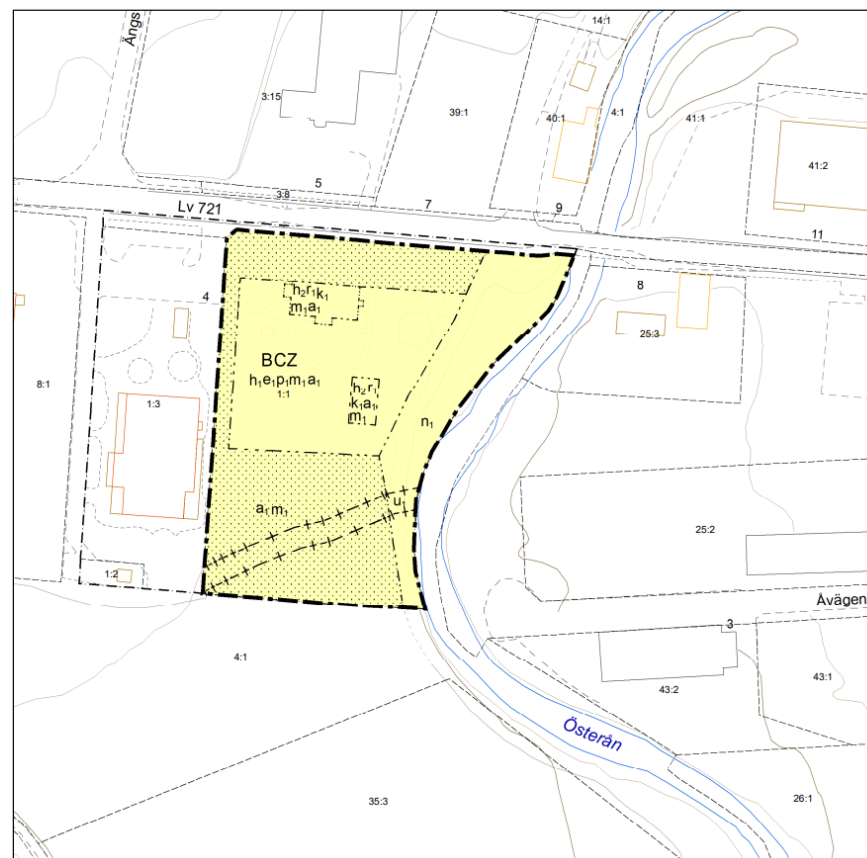 14:1
Ängs
3:15
39:1
40:1
4:1
41:1
41:2
5
3:8
Lv 721
7
9
11
4
h₂r₁k₁
m₁a₁
8
25:3
BCZ
h₁e₁p₁m₁a₁
1:1
h₂r₁
k₁a₁
m₁
8:1
1:3
n₁
a₁m₁
u₁
25:2
1:2
Åvägen
3
4:1
43:2
43:1
Österån
35:3
26:1